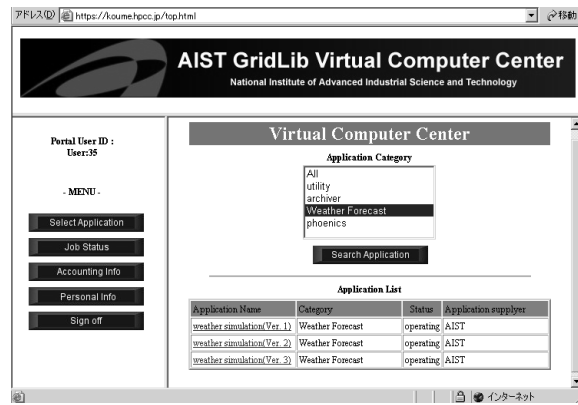 アドレス(D) https://koume.hpcc.jp/top.html 移動
AIST GridLib Virtual Computer Center
National Institute of Advanced Industrial Science and Technology
Portal User ID :
User:35
- MENU -
Select Application
Job Status
Accounting Info
Personal Info
Sign off
Virtual Computer Center
Application Category
All
utility
archiver
Weather Forecast
phoenics
Search Application
Application List
Application Name Category Status Application supplyer
weather simulation(Ver. 1) Weather Forecast operating AIST
weather simulation(Ver. 2) Weather Forecast operating AIST
weather simulation(Ver. 3) Weather Forecast operating AIST
インターネット